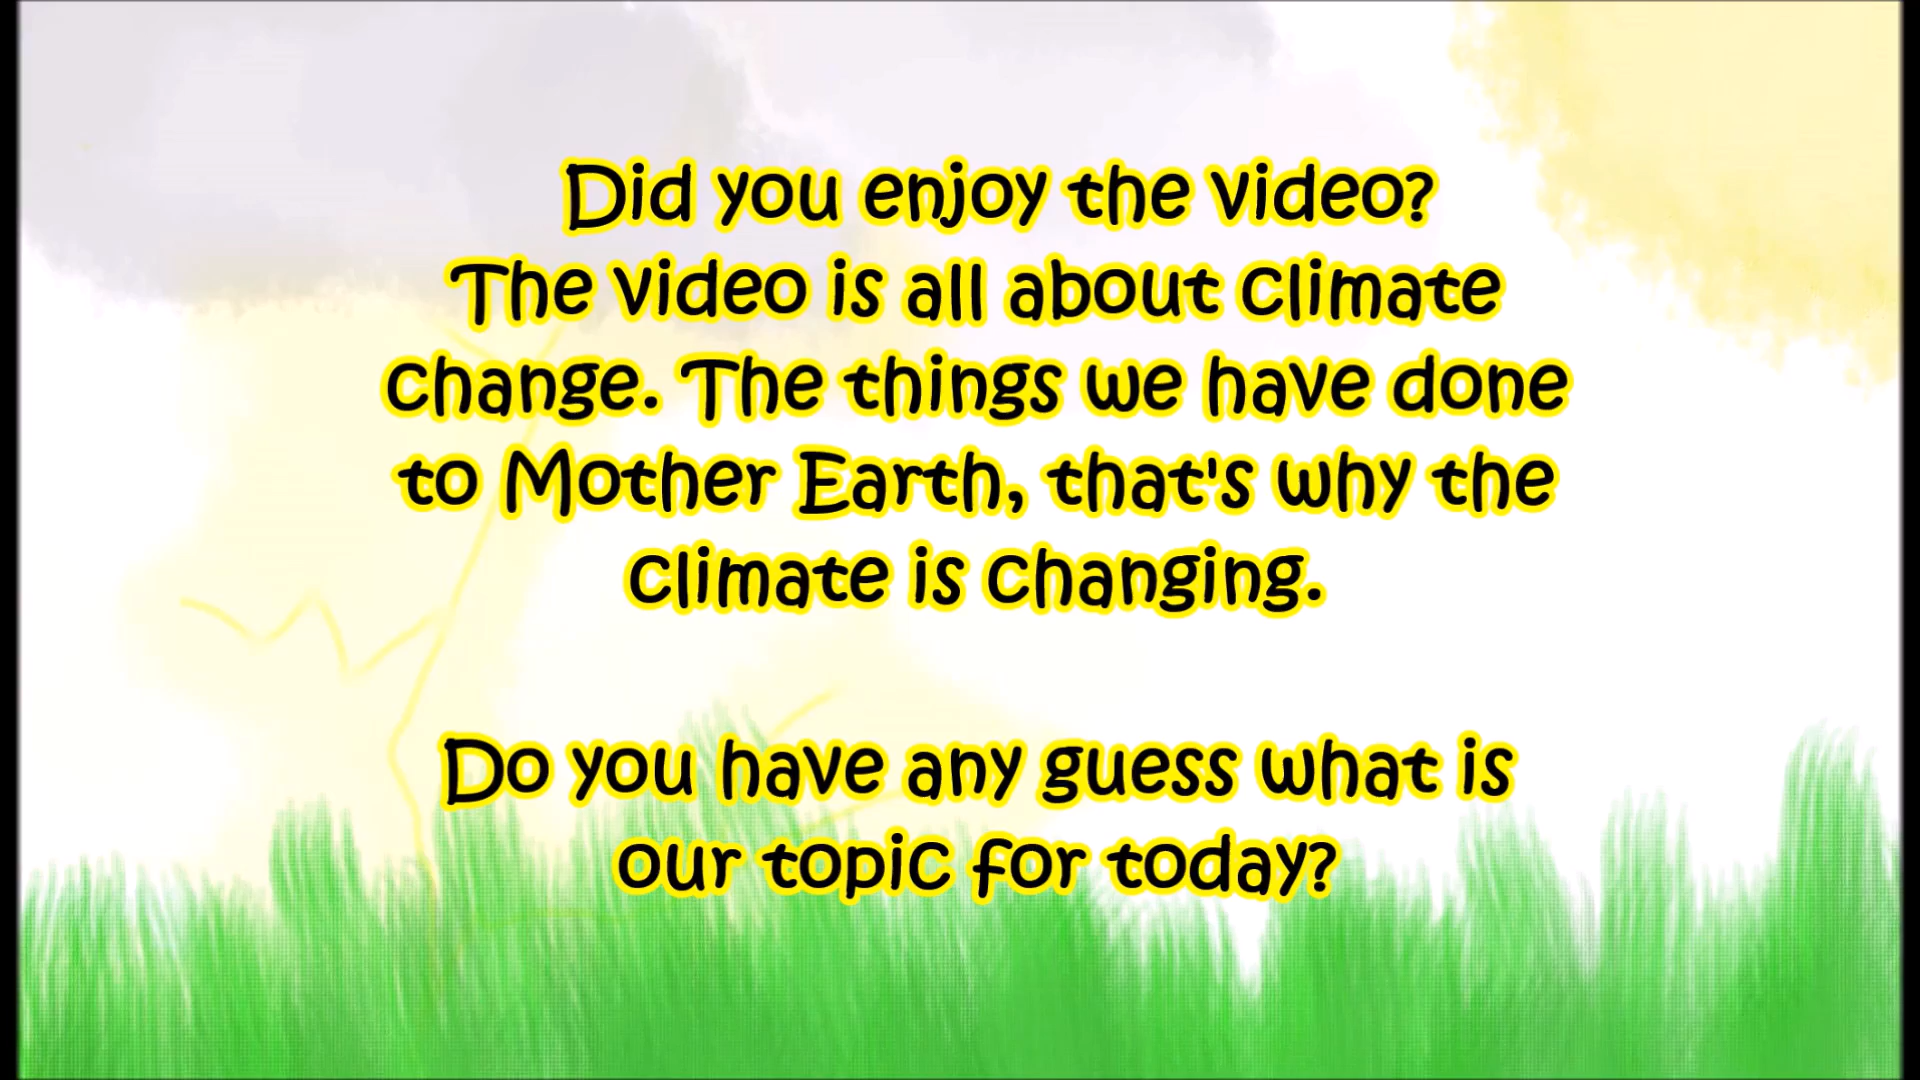 Did you enjoy the video?
The video is all about climate
change. The things we have done
to Mother Earth, that's why the
climate is changing.
Do you have any guess what is
our topic for today?